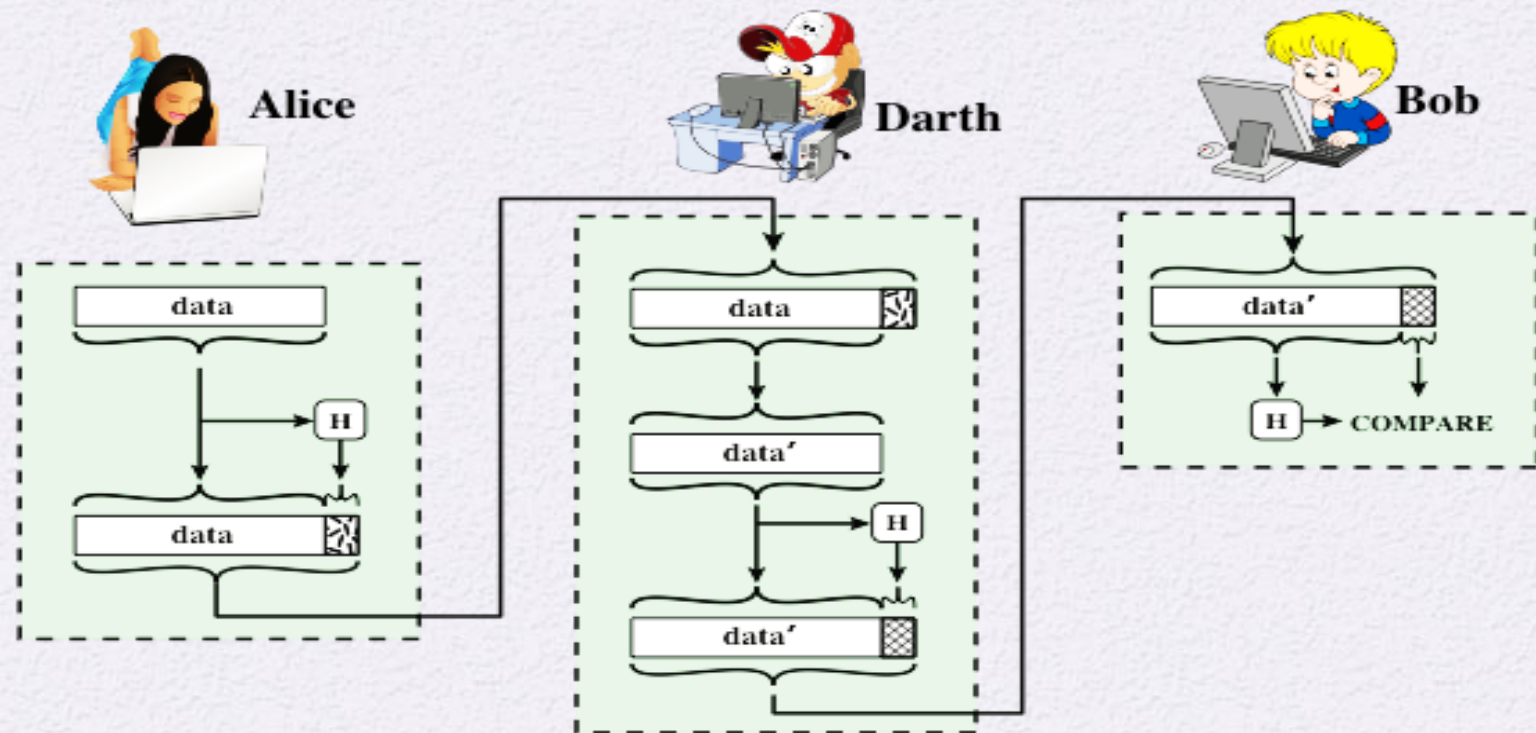 Alice
Darth
Bob
data
H
data
data
data′
H
data′
data′
H
COMPARE